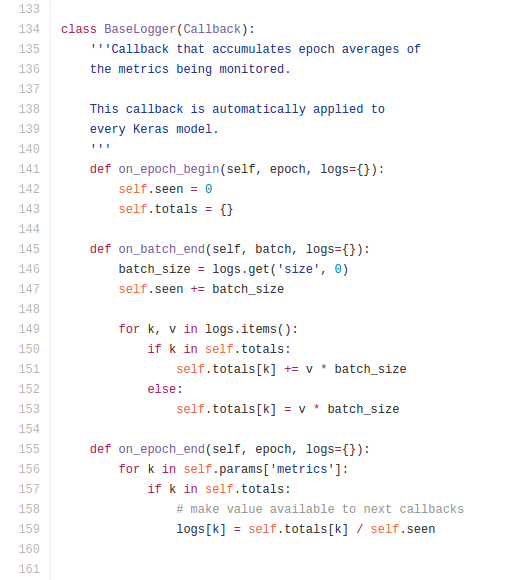 133
134 class BaseLogger(Callback):
135     '''Callback that accumulates epoch averages of
136     the metrics being monitored.
137
138     This callback is automatically applied to
139     every Keras model.
140     '''
141     def on_epoch_begin(self, epoch, logs={}):
142         self.seen = 0
143         self.totals = {}
144
145     def on_batch_end(self, batch, logs={}):
146         batch_size = logs.get('size', 0)
147         self.seen += batch_size
148
149         for k, v in logs.items():
150             if k in self.totals:
151                 self.totals[k] += v * batch_size
152             else:
153                 self.totals[k] = v * batch_size
154
155     def on_epoch_end(self, epoch, logs={}):
156         for k in self.params['metrics']:
157             if k in self.totals:
158                 # make value available to next callbacks
159                 logs[k] = self.totals[k] / self.seen
160
161